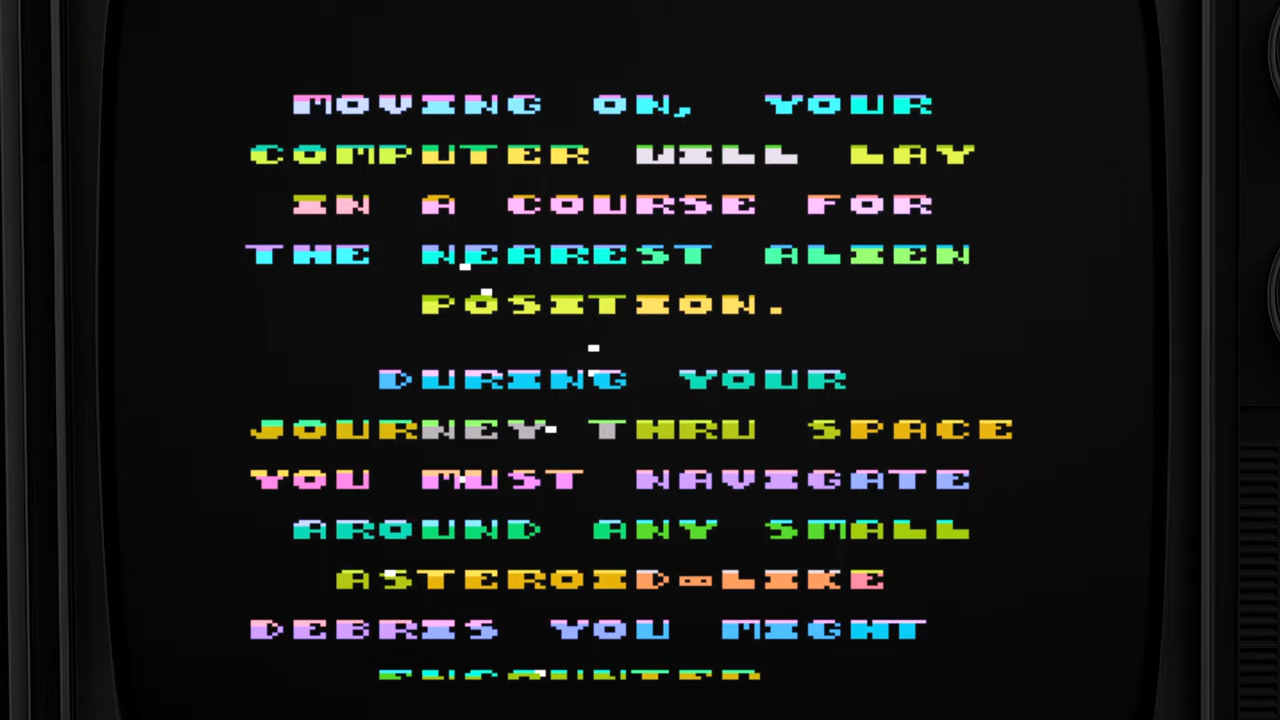 MOVING ON, YOUR
COMPUTER WILL LAY
IN A COURSE FOR
THE NEAREST ALIEN
POSITION.
DURING YOUR
JOURNEY THRU SPACE
YOU MUST NAVIGATE
AROUND ANY SMALL
ASTEROID-LIKE
DEBRIS YOU MIGHT
ENCOUNTER